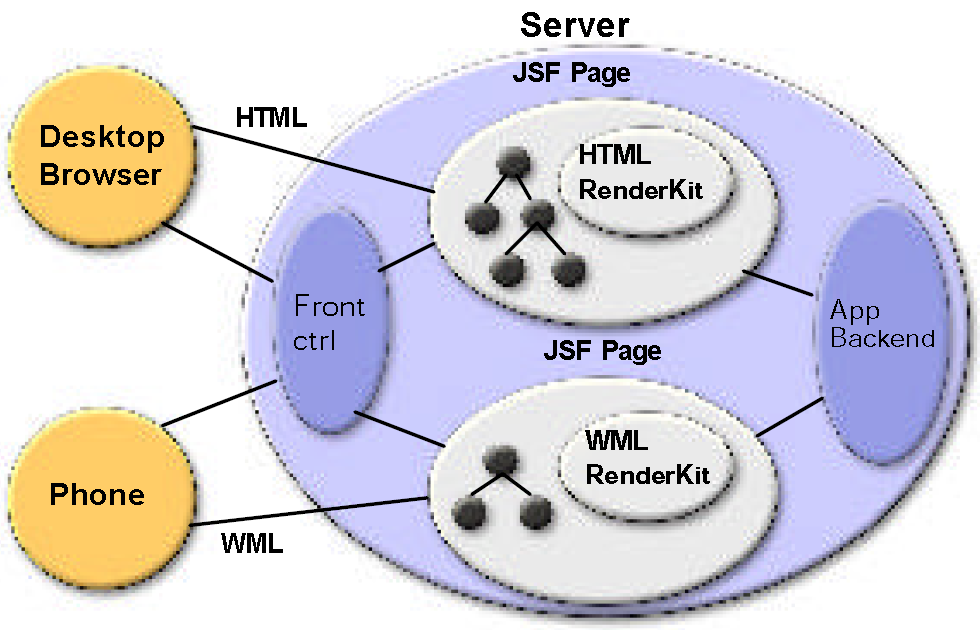 Server
JSF Page
HTML
Desktop
Browser
HTML
RenderKit
Front
ctrl
App
Backend
JSF Page
WML
RenderKit
Phone
WML